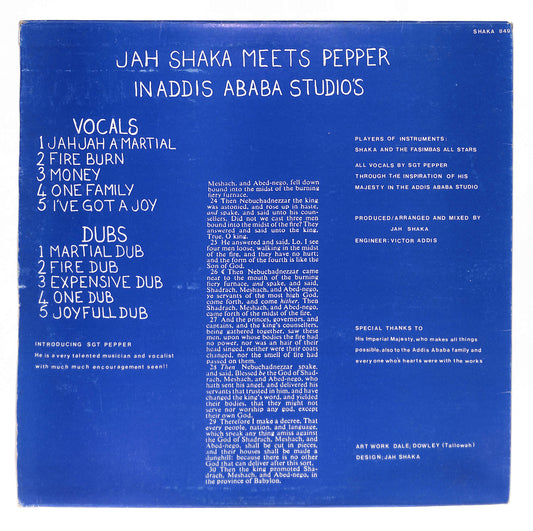 SHAKA 849
JAH SHAKA MEETS PEPPER
IN ADDIS ABABA STUDIO'S
VOCALS
1 JAH JAH A MARTIAL
2 FIRE BURN
3 MONEY
4 ONE FAMILY
5 I'VE GOT A JOY
DUBS
1 MARTIAL DUB
2 FIRE DUB
3 EXPENSIVE DUB
4 ONE DUB
5 JOYFULL DUB
INTRODUCING SGT PEPPER
He is a very talented musician and vocalist
with much much encouragement seen!!
Meshach, and Abed-nego, fell down
bound into the midst of the burning
fiery furnace.
24 Then Nebuchadnezzar the king
was astonied, and rose up in haste,
and spake, and said unto his coun-
sellers, Did not we cast three men
bound into the midst of the fire? They
answered and said unto the king,
True, O king.
25 He answered and said, Lo, I see
four men loose, walking in the midst
of the fire, and they have no hurt;
and the form of the fourth is like the
Son of God.
26 ¶ Then Nebuchadnezzar came
near to the mouth of the burning
fiery furnace, and spake, and said,
Shadrach, Meshach, and Abed-nego,
ye servants of the most high God,
come forth, and come hither. Then
Shadrach, Meshach, and Abed-nego,
came forth of the midst of the fire.
27 And the princes, governors, and
captains, and the king's counsellers,
being gathered together, saw these
men, upon whose bodies the fire had
no power, nor was an hair of their
head singed, neither were their coats
changed, nor the smell of fire had
passed on them.
28 Then Nebuchadnezzar spake,
and said, Blessed be the God of Shad-
rach, Meshach, and Abed-nego, who
hath sent his angel, and delivered his
servants that trusted in him, and have
changed the king's word, and yielded
their bodies, that they might not
serve nor worship any god, except
their own God.
29 Therefore I make a decree, That
every people, nation, and language,
which speak any thing amiss against
the God of Shadrach, Meshach, and
Abed-nego, shall be cut in pieces,
and their houses shall be made a
dunghill: because there is no other
God that can deliver after this sort.
30 Then the king promoted Shad-
rach, Meshach, and Abed-nego, in
the province of Babylon.
PLAYERS OF INSTRUMENTS:
SHAKA AND THE FASIMBAS ALL STARS
ALL VOCALS BY SGT PEPPER
THROUGH THE INSPIRATION OF HIS
MAJESTY IN THE ADDIS ABABA STUDIO
PRODUCED/ARRANGED AND MIXED BY
JAH SHAKA
ENGINEER: VICTOR ADDIS
SPECIAL THANKS TO
His Imperial Majesty, who makes all things
possible, also to the Addis Ababa family and
everyone who's hearts were with the works
ART WORK DALE, DOWLEY (Tallowah)
DESIGN: JAH SHAKA